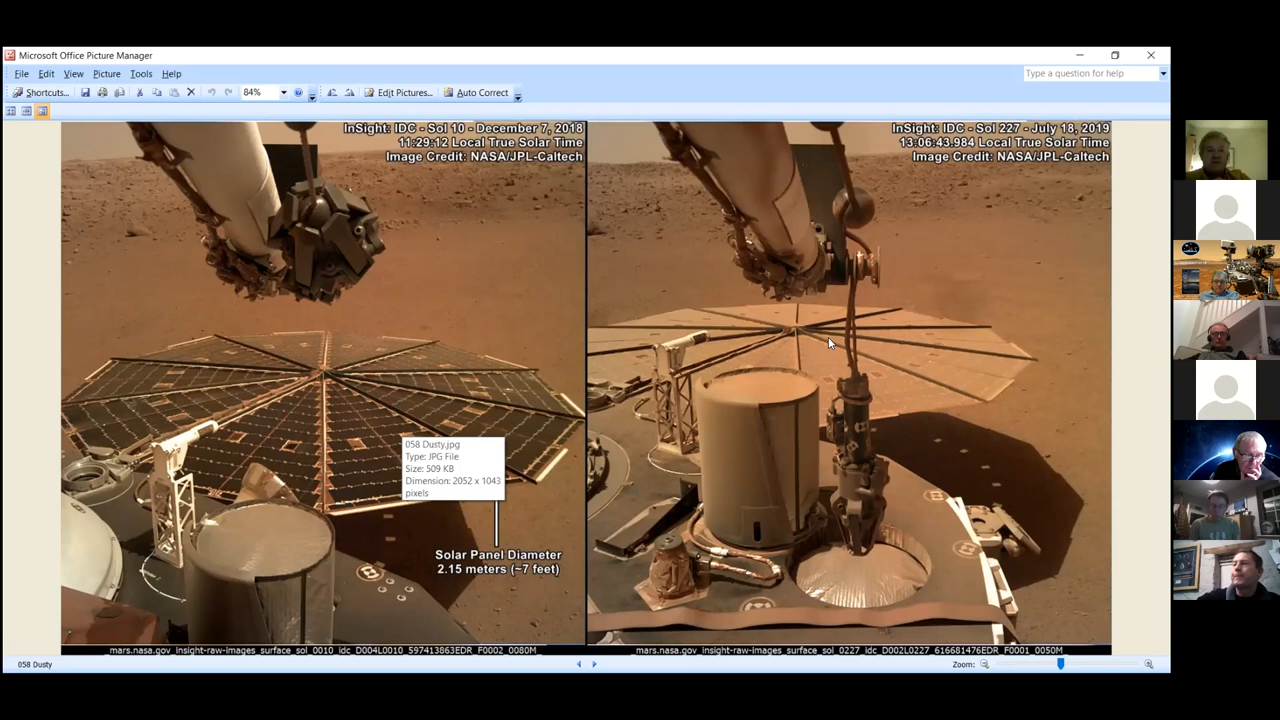 Microsoft Office Picture Manager
File Edit View Picture Tools Help
Type a question for help
Shortcuts... 84% Edit Pictures... Auto Correct
InSight: IDC - Sol 10 - December 7, 2018
11:29:12 Local True Solar Time
Image Credit: NASA/JPL-Caltech
InSight: IDC - Sol 227 - July 18, 2019
13:06:43.984 Local True Solar Time
Image Credit: NASA/JPL-Caltech
058 Dusty.jpg
Type: JPG File
Size: 509 KB
Dimension: 2052 x 1043
pixels
Solar Panel Diameter
2.15 meters (~7 feet)
_mars.nasa.gov_insight-raw-images_surface_sol_0010_idc_D004L0010_597413863EDR_F0002_0080M_
_mars.nasa.gov_insight-raw-images_surface_sol_0227_idc_D002L0227_616681476EDR_F0001_0050M_
058 Dusty
Zoom: